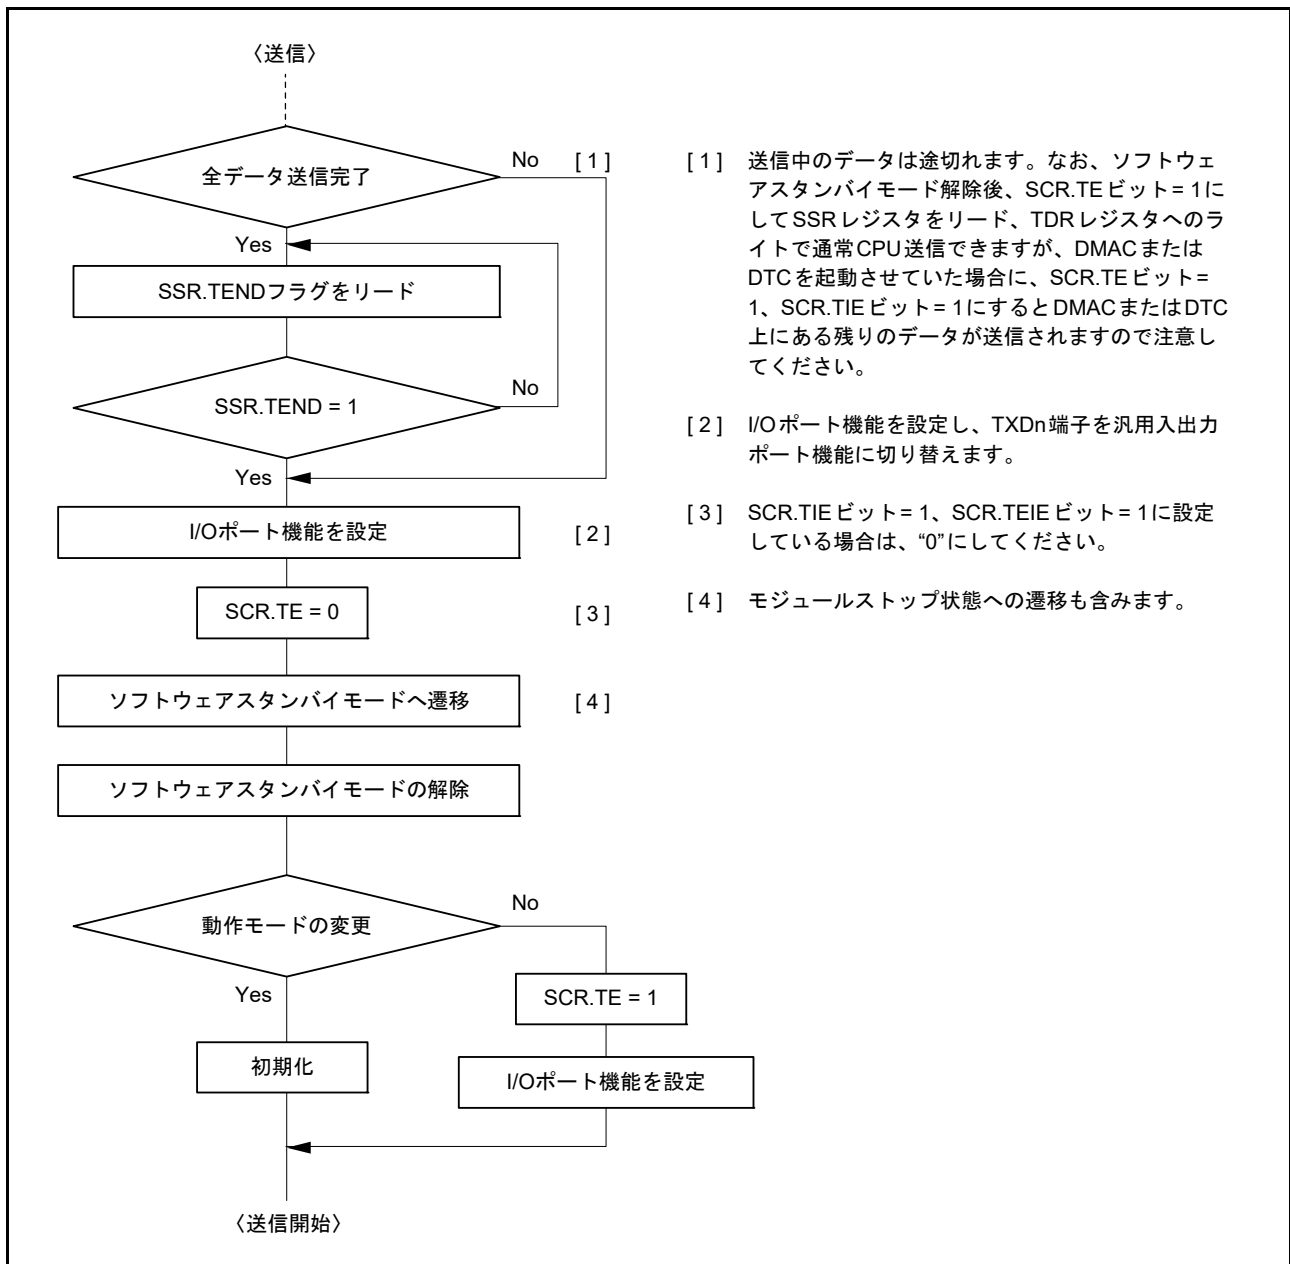 〈送信〉
全データ送信完了
No
[ 1 ]
Yes
SSR.TENDフラグをリード
SSR.TEND = 1
No
Yes
I/Oポート機能を設定
[ 2 ]
SCR.TE = 0
[ 3 ]
ソフトウェアスタンバイモードへ遷移
[ 4 ]
ソフトウェアスタンバイモードの解除
動作モードの変更
No
Yes
SCR.TE = 1
初期化
I/Oポート機能を設定
〈送信開始〉
[ 1 ] 送信中のデータは途切れます。なお、ソフトウェ
アスタンバイモード解除後、SCR.TEビット= 1に
してSSRレジスタをリード、TDRレジスタへのラ
イトで通常CPU送信できますが、DMACまたは
DTCを起動させていた場合に、SCR.TEビット=
1、SCR.TIEビット= 1にするとDMACまたはDTC
上にある残りのデータが送信されますので注意し
てください。
[ 2 ] I/Oポート機能を設定し、TXDn端子を汎用入出力
ポート機能に切り替えます。
[ 3 ] SCR.TIEビット= 1、SCR.TEIEビット= 1に設定
している場合は、“0”にしてください。
[ 4 ] モジュールストップ状態への遷移も含みます。